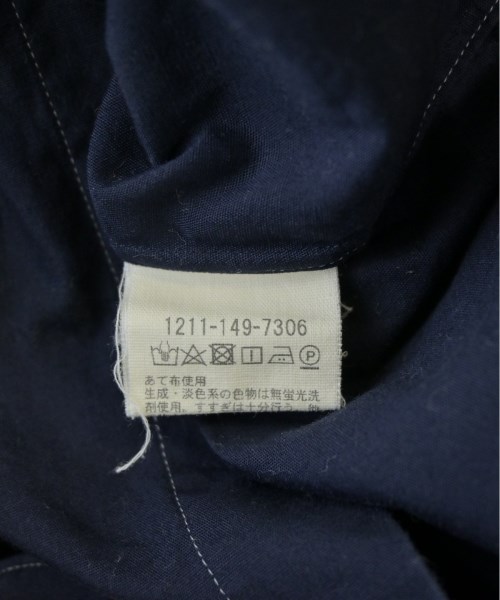 1211-149-7306
P
あて布使用
生成・淡色系の色物は無蛍光洗
剤使用、すすぎは十分行う。